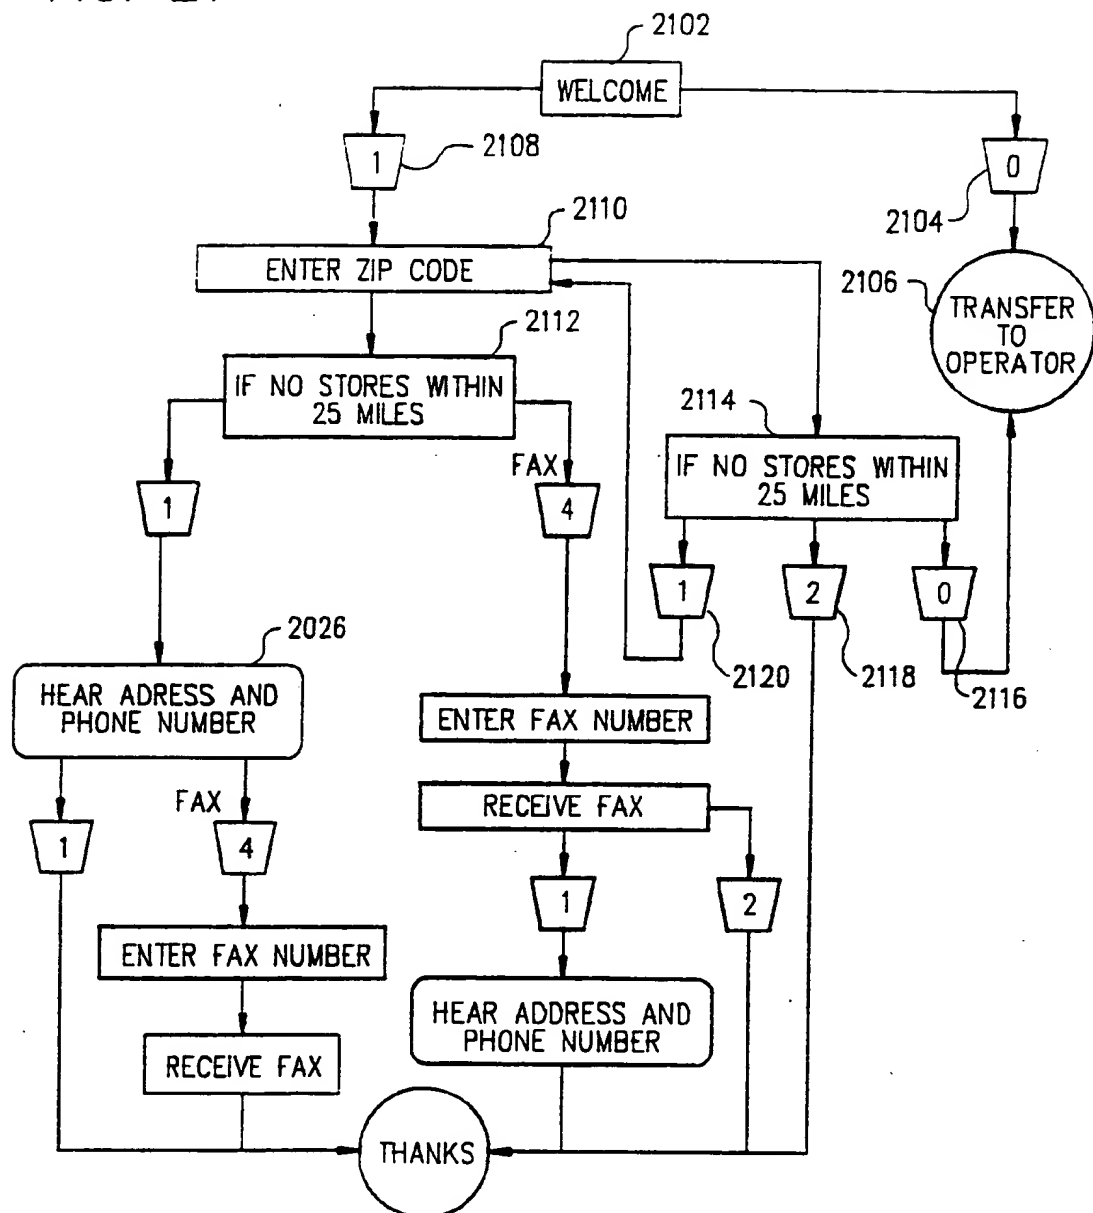 2102
WELCOME
1
2108
0
2104
2110
ENTER ZIP CODE
2106
TRANSFER
TO
OPERATOR
2112
IF NO STORES WITHIN
25 MILES
2114
IF NO STORES WITHIN
25 MILES
1
FAX
4
1
2
0
2120
2118
2116
2026
HEAR ADRESS AND
PHONE NUMBER
ENTER FAX NUMBER
RECEIVE FAX
1
FAX
4
1
2
ENTER FAX NUMBER
HEAR ADDRESS AND
PHONE NUMBER
RECEIVE FAX
THANKS